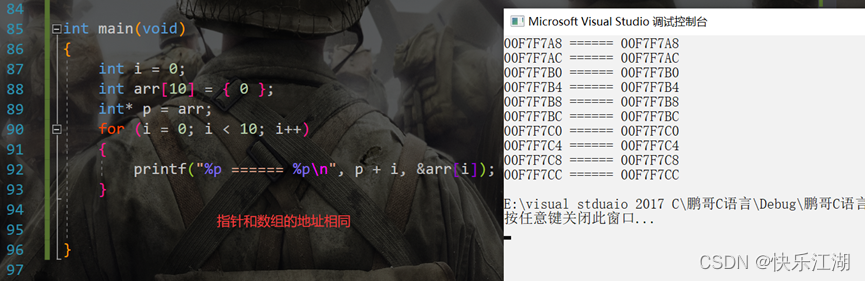 84
85 int main(void)
86 {
87 int i = 0;
88 int arr[10] = { 0 };
89 int* p = arr;
90 for (i = 0; i < 10; i++)
91 {
92 printf("%p ====== %p\n", p + i, &arr[i]);
93 }
94
95 指针和数组的地址相同
96 }
97
Microsoft Visual Studio 调试控制台
00F7F7A8 ====== 00F7F7A8
00F7F7AC ====== 00F7F7AC
00F7F7B0 ====== 00F7F7B0
00F7F7B4 ====== 00F7F7B4
00F7F7B8 ====== 00F7F7B8
00F7F7BC ====== 00F7F7BC
00F7F7C0 ====== 00F7F7C0
00F7F7C4 ====== 00F7F7C4
00F7F7C8 ====== 00F7F7C8
00F7F7CC ====== 00F7F7CC
E:\visual stduaio 2017 C\鹏哥C语言\Debug\鹏哥C语言
按任意键关闭此窗口...
CSDN @快乐江湖